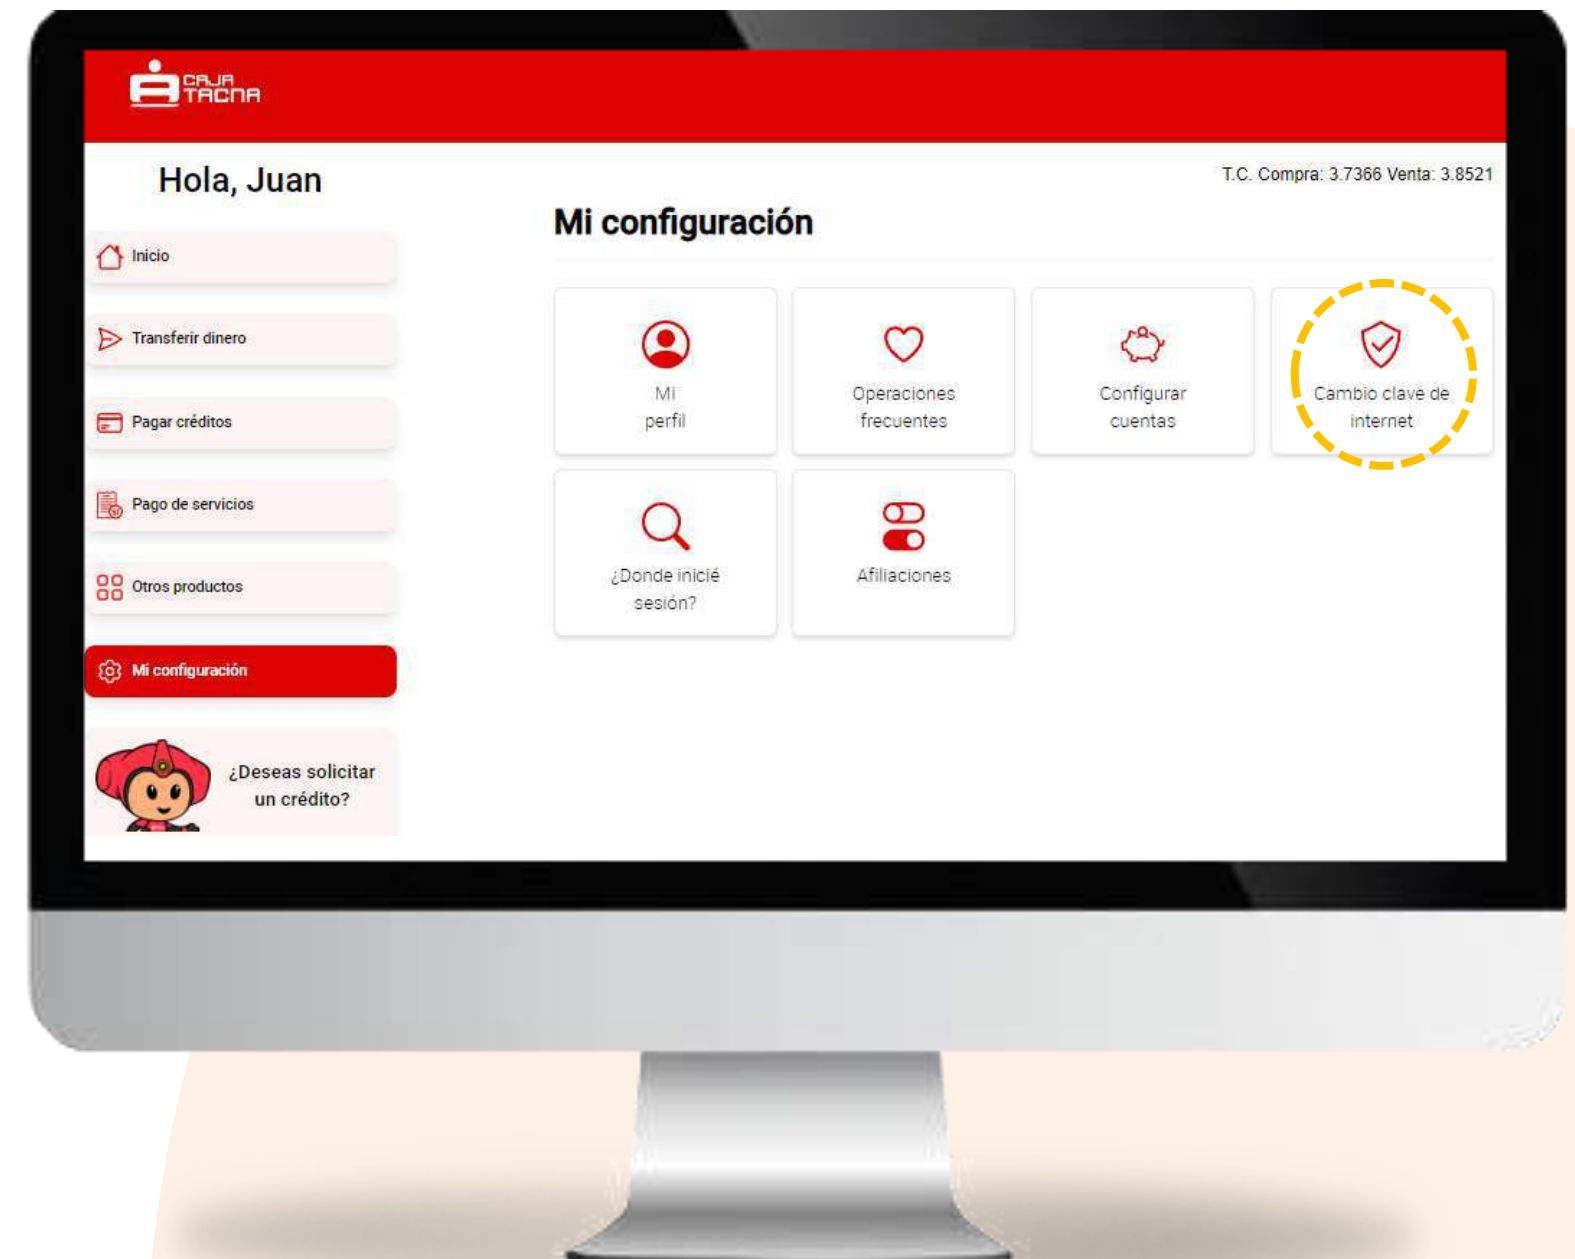 CAJA
TACNA
Hola, Juan
T.C. Compra: 3.7366 Venta: 3.8521
Mi configuración
Inicio
Transferir dinero
Pagar créditos
Pago de servicios
Otros productos
Mi configuración
¿Deseas solicitar
un crédito?
Mi
perfil
Operaciones
frecuentes
Configurar
cuentas
Cambio clave de
internet
¿Donde inicié
sesión?
Afiliaciones